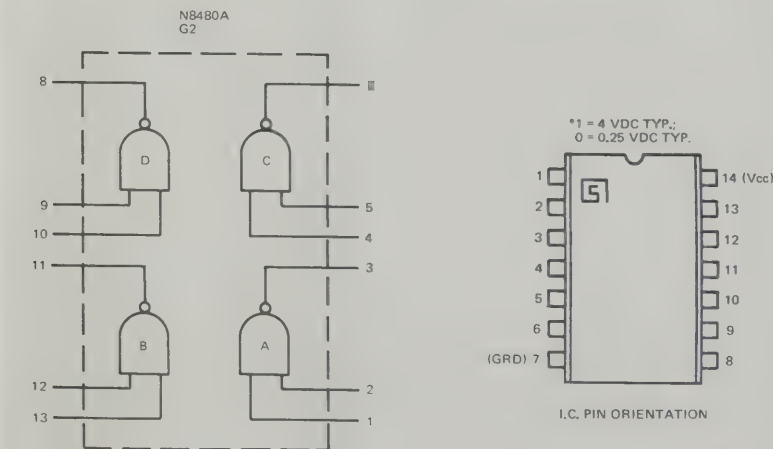 N8480A
G2
8
9
10
11
12
13
D
C
B
A
5
4
3
2
1
*1 = 4 VDC TYP.;
0 = 0.25 VDC TYP.
1
2
3
4
5
6
(GRD) 7
14 (Vcc)
13
12
11
10
9
8
I.C. PIN ORIENTATION